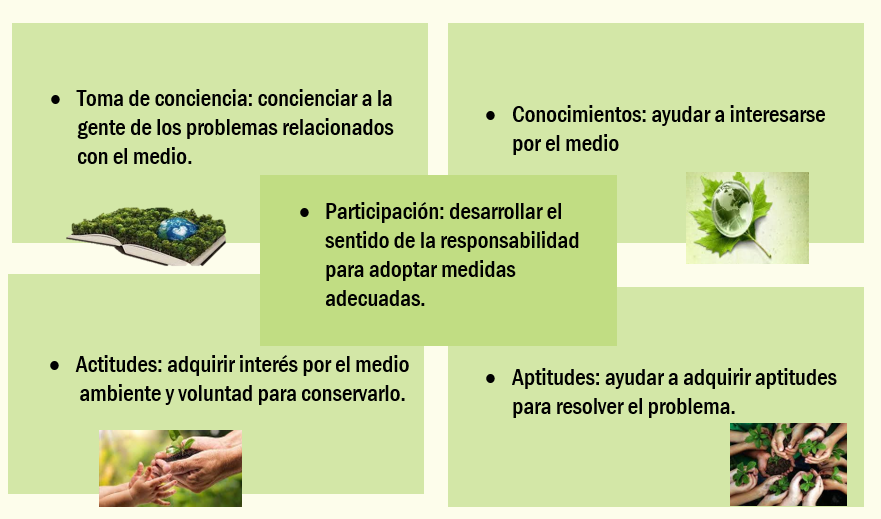 ● Toma de conciencia: concienciar a la
gente de los problemas relacionados
con el medio.
● Conocimientos: ayudar a interesarse
por el medio
● Participación: desarrollar el
sentido de la responsabilidad
para adoptar medidas
adecuadas.
● Actitudes: adquirir interés por el medio
ambiente y voluntad para conservarlo.
● Aptitudes: ayudar a adquirir aptitudes
para resolver el problema.